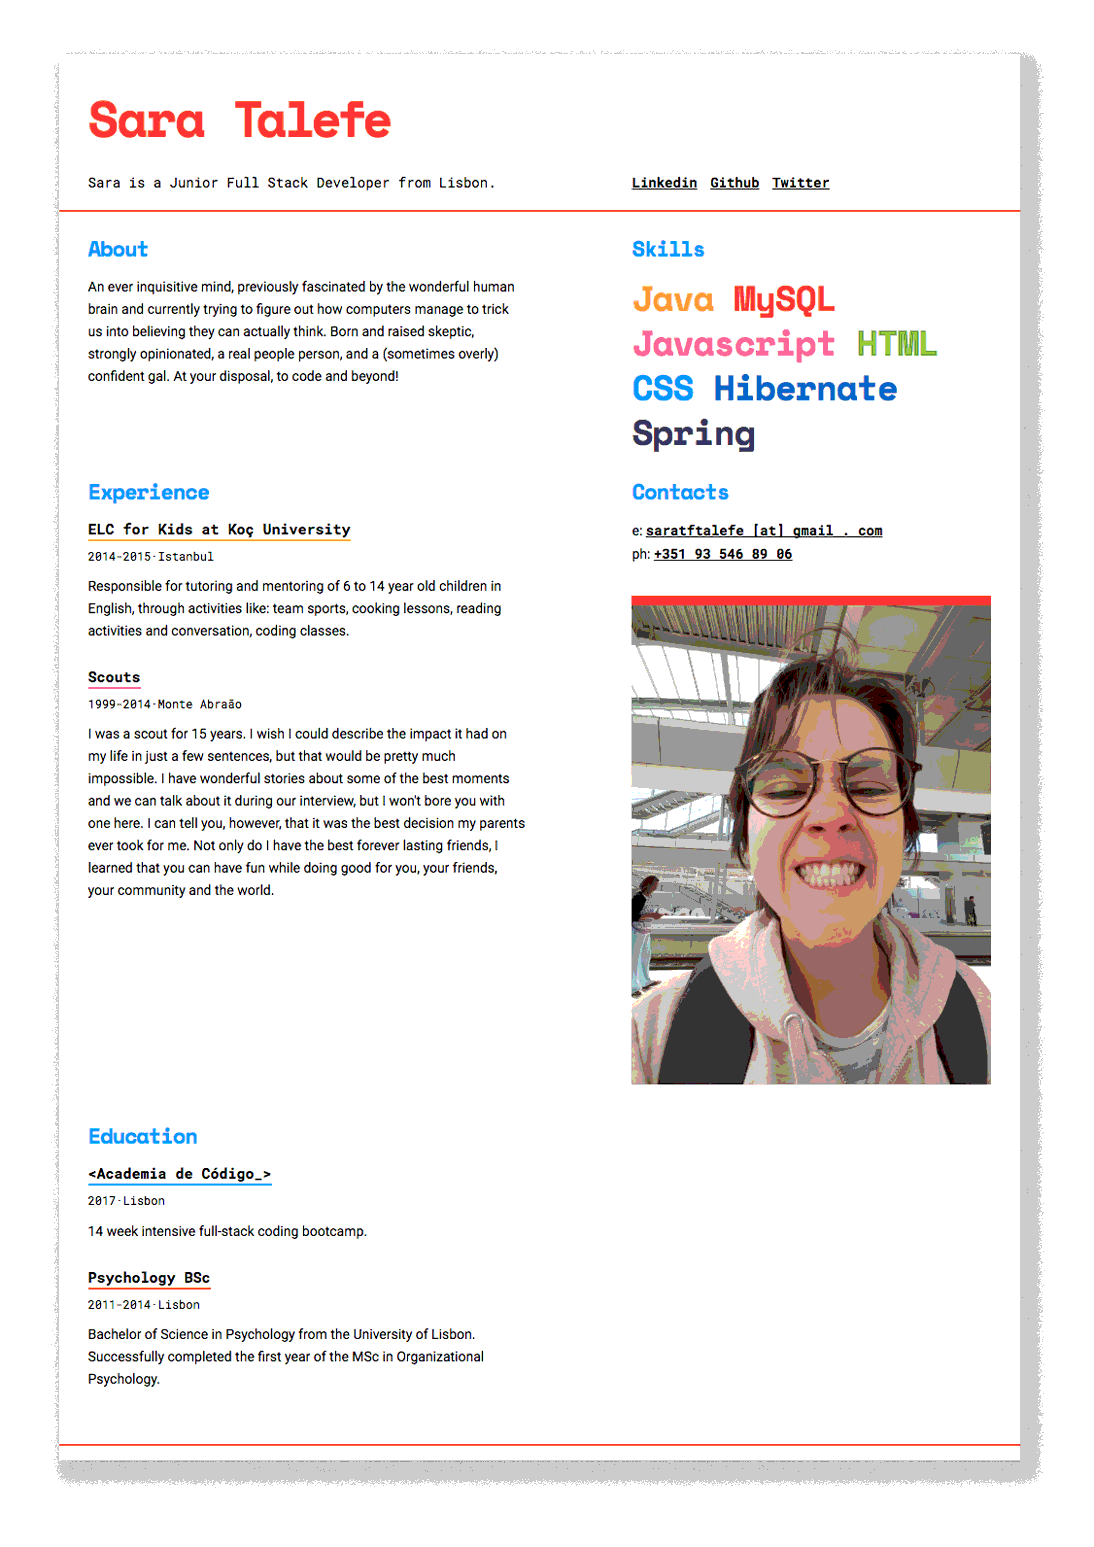 Sara Talefe
Sara is a Junior Full Stack Developer from Lisbon.
Linkedin Github Twitter
About
An ever inquisitive mind, previously fascinated by the wonderful human
brain and currently trying to figure out how computers manage to trick
us into believing they can actually think. Born and raised skeptic,
strongly opinionated, a real people person, and a (sometimes overly)
confident gal. At your disposal, to code and beyond!
Skills
Java MySQL
Javascript HTML
CSS Hibernate
Spring
Experience
ELC for Kids at Koç University
2014-2015·Istanbul
Responsible for tutoring and mentoring of 6 to 14 year old children in
English, through activities like: team sports, cooking lessons, reading
activities and conversation, coding classes.
Scouts
1999-2014·Monte Abraão
I was a scout for 15 years. I wish I could describe the impact it had on
my life in just a few sentences, but that would be pretty much
impossible. I have wonderful stories about some of the best moments
and we can talk about it during our interview, but I won't bore you with
one here. I can tell you, however, that it was the best decision my parents
ever took for me. Not only do I have the best forever lasting friends, I
learned that you can have fun while doing good for you, your friends,
your community and the world.
Contacts
e: saratftalefe [at] gmail . com
ph: +351 93 546 89 06
Education
<Academia de Código_>
2017·Lisbon
14 week intensive full-stack coding bootcamp.
Psychology BSc
2011-2014·Lisbon
Bachelor of Science in Psychology from the University of Lisbon.
Successfully completed the first year of the MSc in Organizational
Psychology.